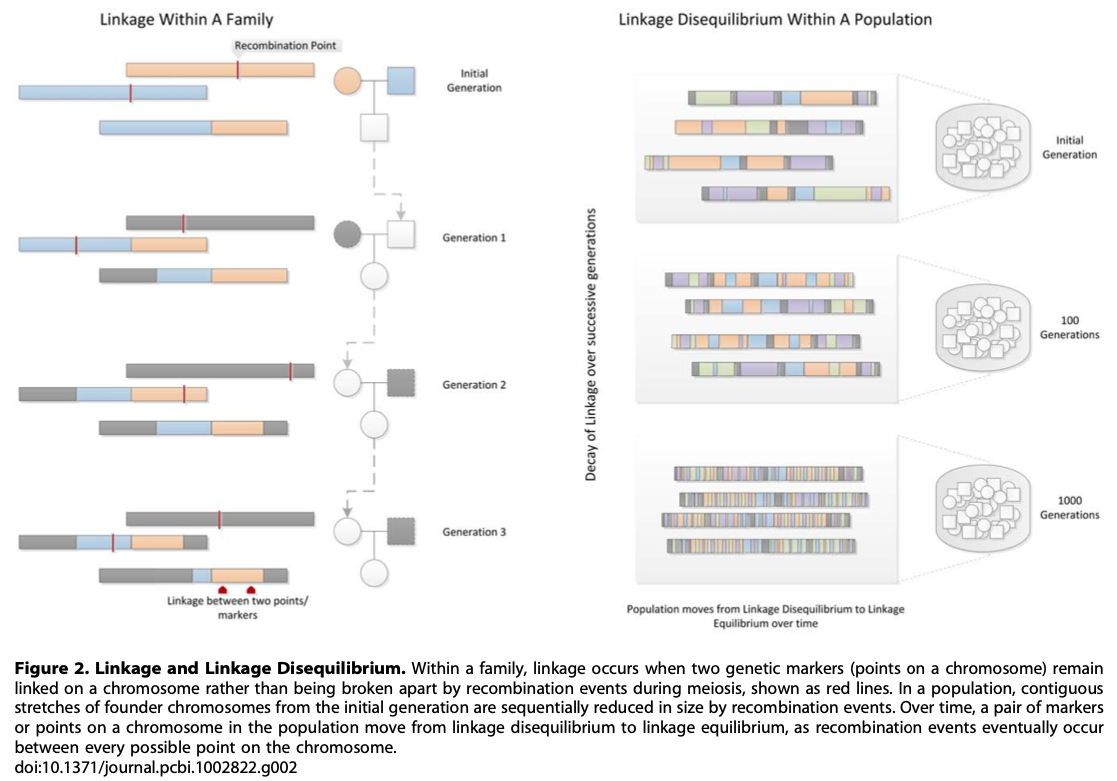 Linkage Within A Family
Recombination Point
Initial
Generation
Generation 1
Generation 2
Generation 3
Linkage between two points/
markers
Linkage Disequilibrium Within A Population
Decay of Linkage over successive generations
Initial
Generation
100
Generations
1000
Generations
Population moves from Linkage Disequilibrium to Linkage
Equilibrium over time
Figure 2. Linkage and Linkage Disequilibrium. Within a family, linkage occurs when two genetic markers (points on a chromosome) remain
linked on a chromosome rather than being broken apart by recombination events during meiosis, shown as red lines. In a population, contiguous
stretches of founder chromosomes from the initial generation are sequentially reduced in size by recombination events. Over time, a pair of markers
or points on a chromosome in the population move from linkage disequilibrium to linkage equilibrium, as recombination events eventually occur
between every possible point on the chromosome.
doi:10.1371/journal.pcbi.1002822.g002